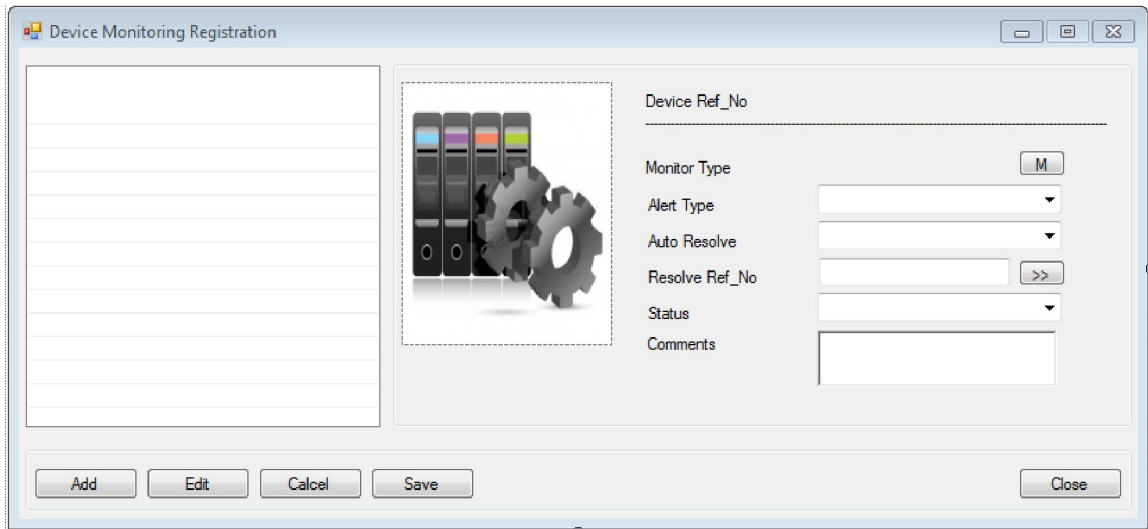 Device Monitoring Registration
Device Ref_No
Monitor Type
M
Alert Type
Auto Resolve
Resolve Ref_No
>>
Status
Comments
Add
Edit
Calcel
Save
Close